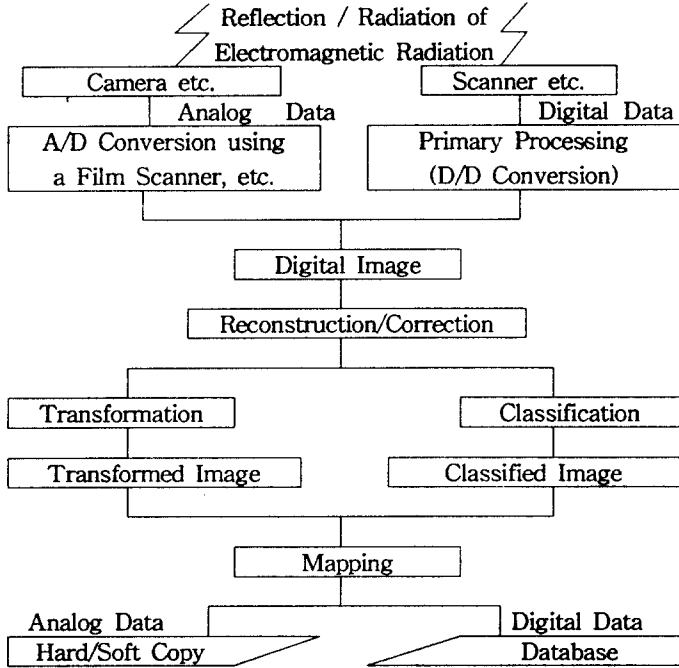 Reflection / Radiation of
Electromagnetic Radiation
Camera etc.
Scanner etc.
Analog Data
Digital Data
A/D Conversion using
a Film Scanner, etc.
Primary Processing
(D/D Conversion)
Digital Image
Reconstruction/Correction
Transformation
Classification
Transformed Image
Classified Image
Mapping
Analog Data
Digital Data
Hard/Soft Copy
Database